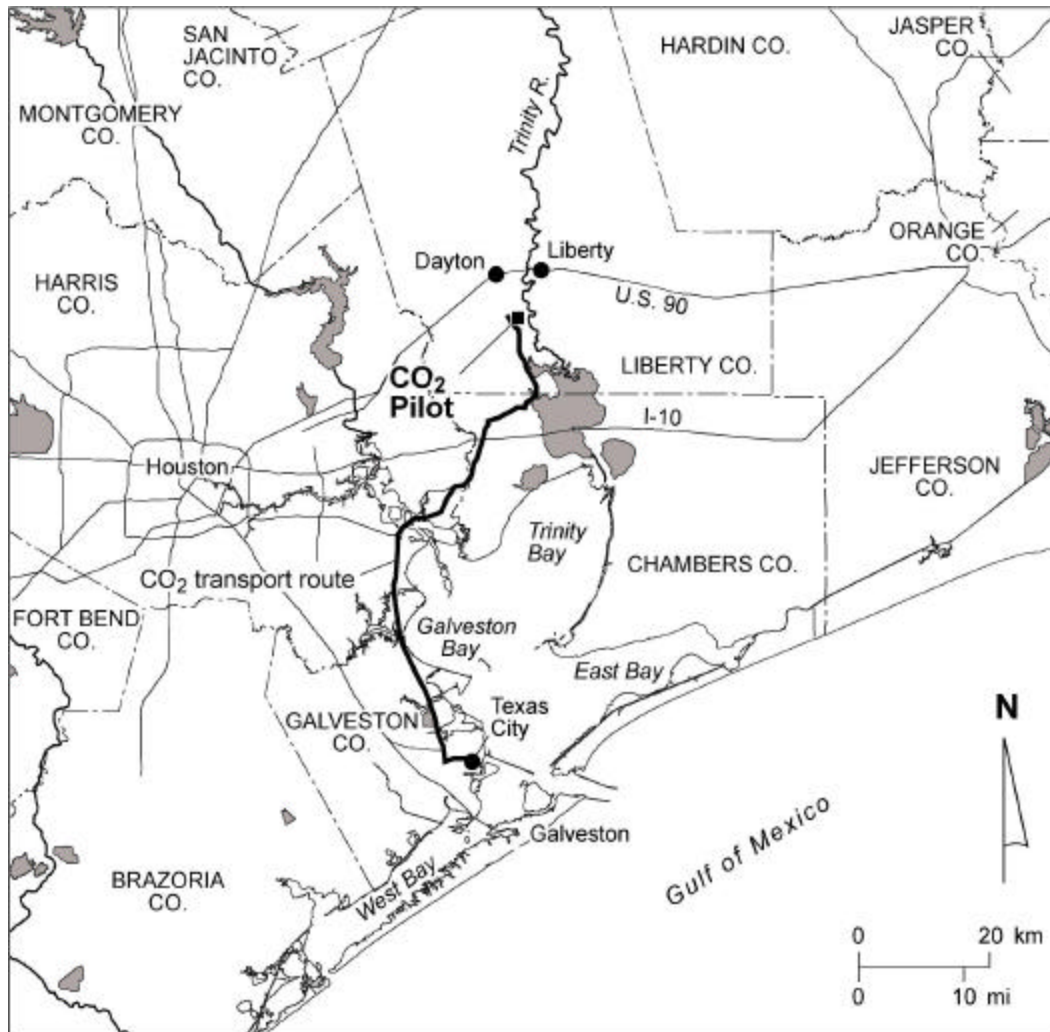 SAN
JACINTO
CO.
HARDIN CO.
JASPER
CO.
MONTGOMERY
CO.
Trinity R.
ORANGE
CO.
HARRIS
CO.
Dayton
Liberty
U.S. 90
LIBERTY CO.
CO₂
Pilot
I-10
Houston
JEFFERSON
CO.
Trinity
Bay
CO₂ transport route
CHAMBERS CO.
FORT BEND
CO.
Galveston
Bay
East Bay
Texas
City
GALVESTON
CO.
N
Galveston
Gulf of Mexico
BRAZORIA
CO.
West Bay
0 20 km
0 10 mi